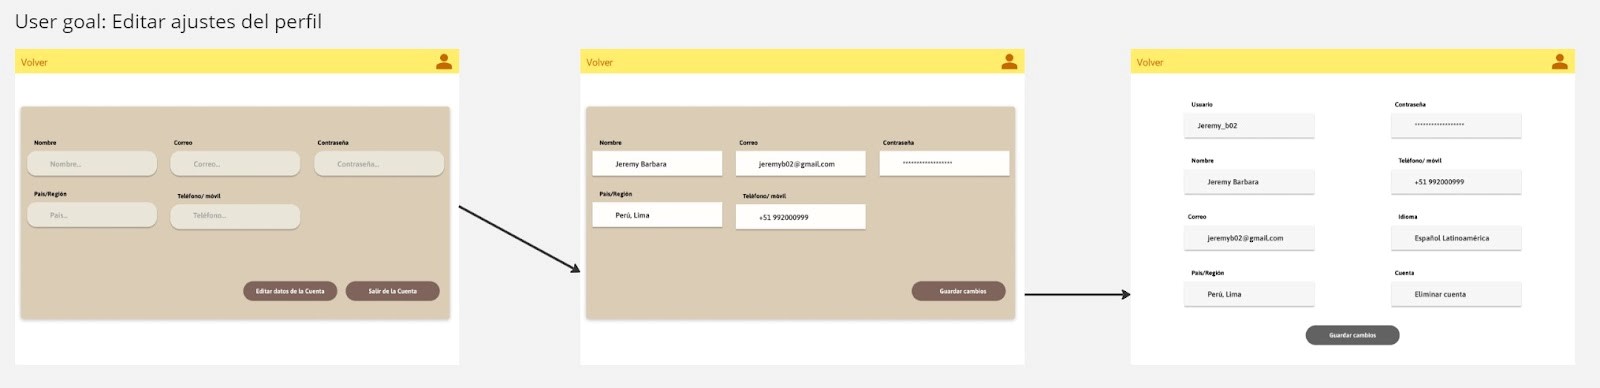 User goal: Editar ajustes del perfil
Volver
Nombre Correo Contraseña
Nombre... Correo... Contraseña...
País/Región Teléfono/ móvil
País... Teléfono...
Editar datos de la Cuenta Salir de la Cuenta
Volver
Nombre Correo Contraseña
Jeremy Barbara jeremyb02@gmail.com ******************
País/Región Teléfono/ móvil
Perú, Lima +51 992000999
Guardar cambios
Volver
Usuario Contraseña
Jeremy_b02 ******************
Nombre Teléfono/ móvil
Jeremy Barbara +51 992000999
Correo Idioma
jeremyb02@gmail.com Español Latinoamérica
País/Región Cuenta
Perú, Lima Eliminar cuenta
Guardar cambios